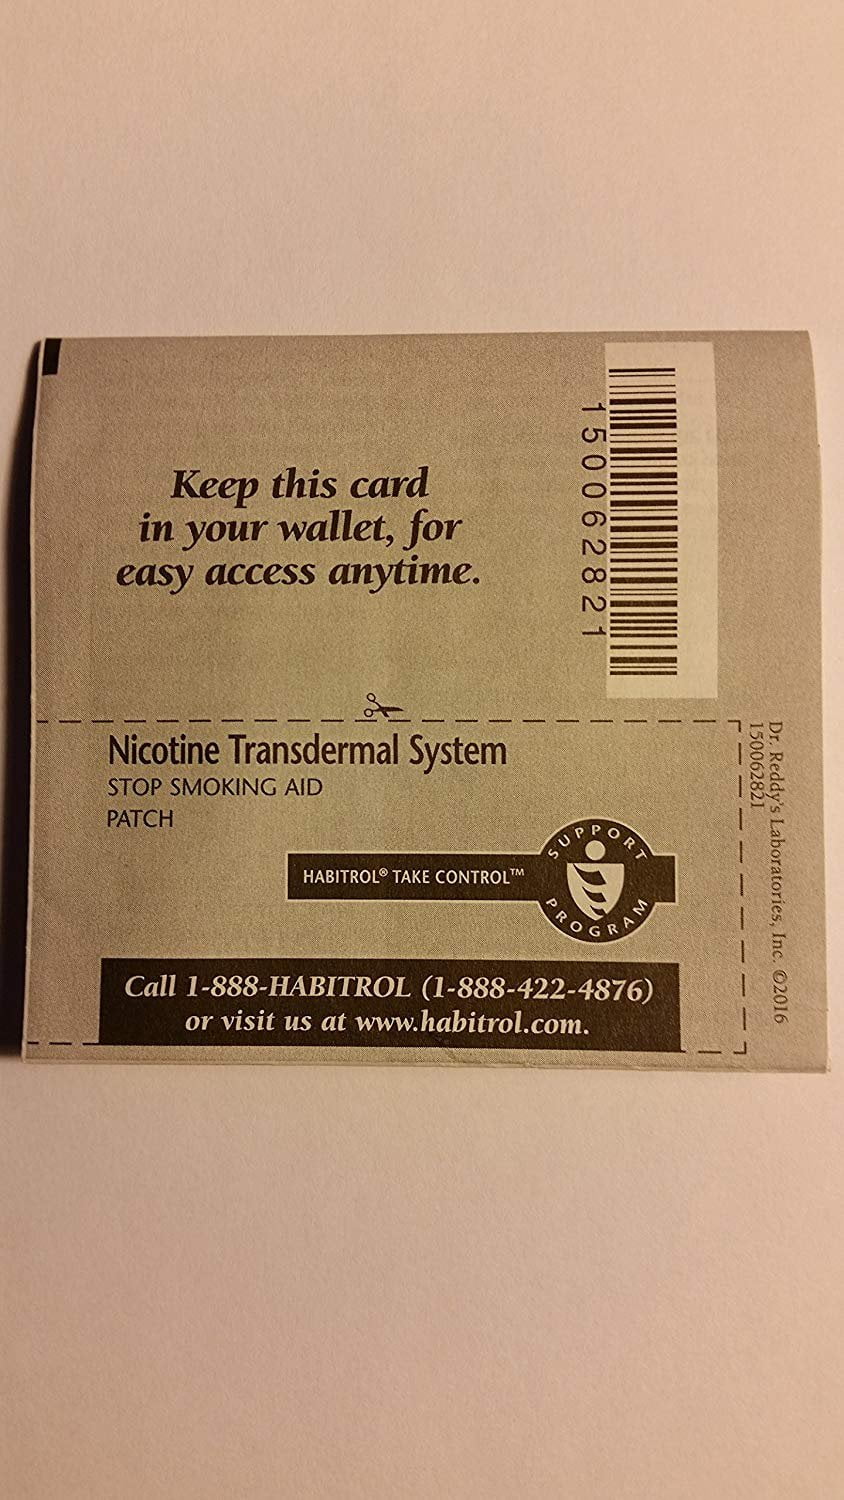 Keep this card
in your wallet, for
easy access anytime.
150062821
Nicotine Transdermal System
STOP SMOKING AID
PATCH
HABITROL® TAKE CONTROL™
SUPPORT
PROGRAM
Call 1-888-HABITROL (1-888-422-4876)
or visit us at www.habitrol.com.
Dr. Reddy's Laboratories, Inc. ©2016
150062821